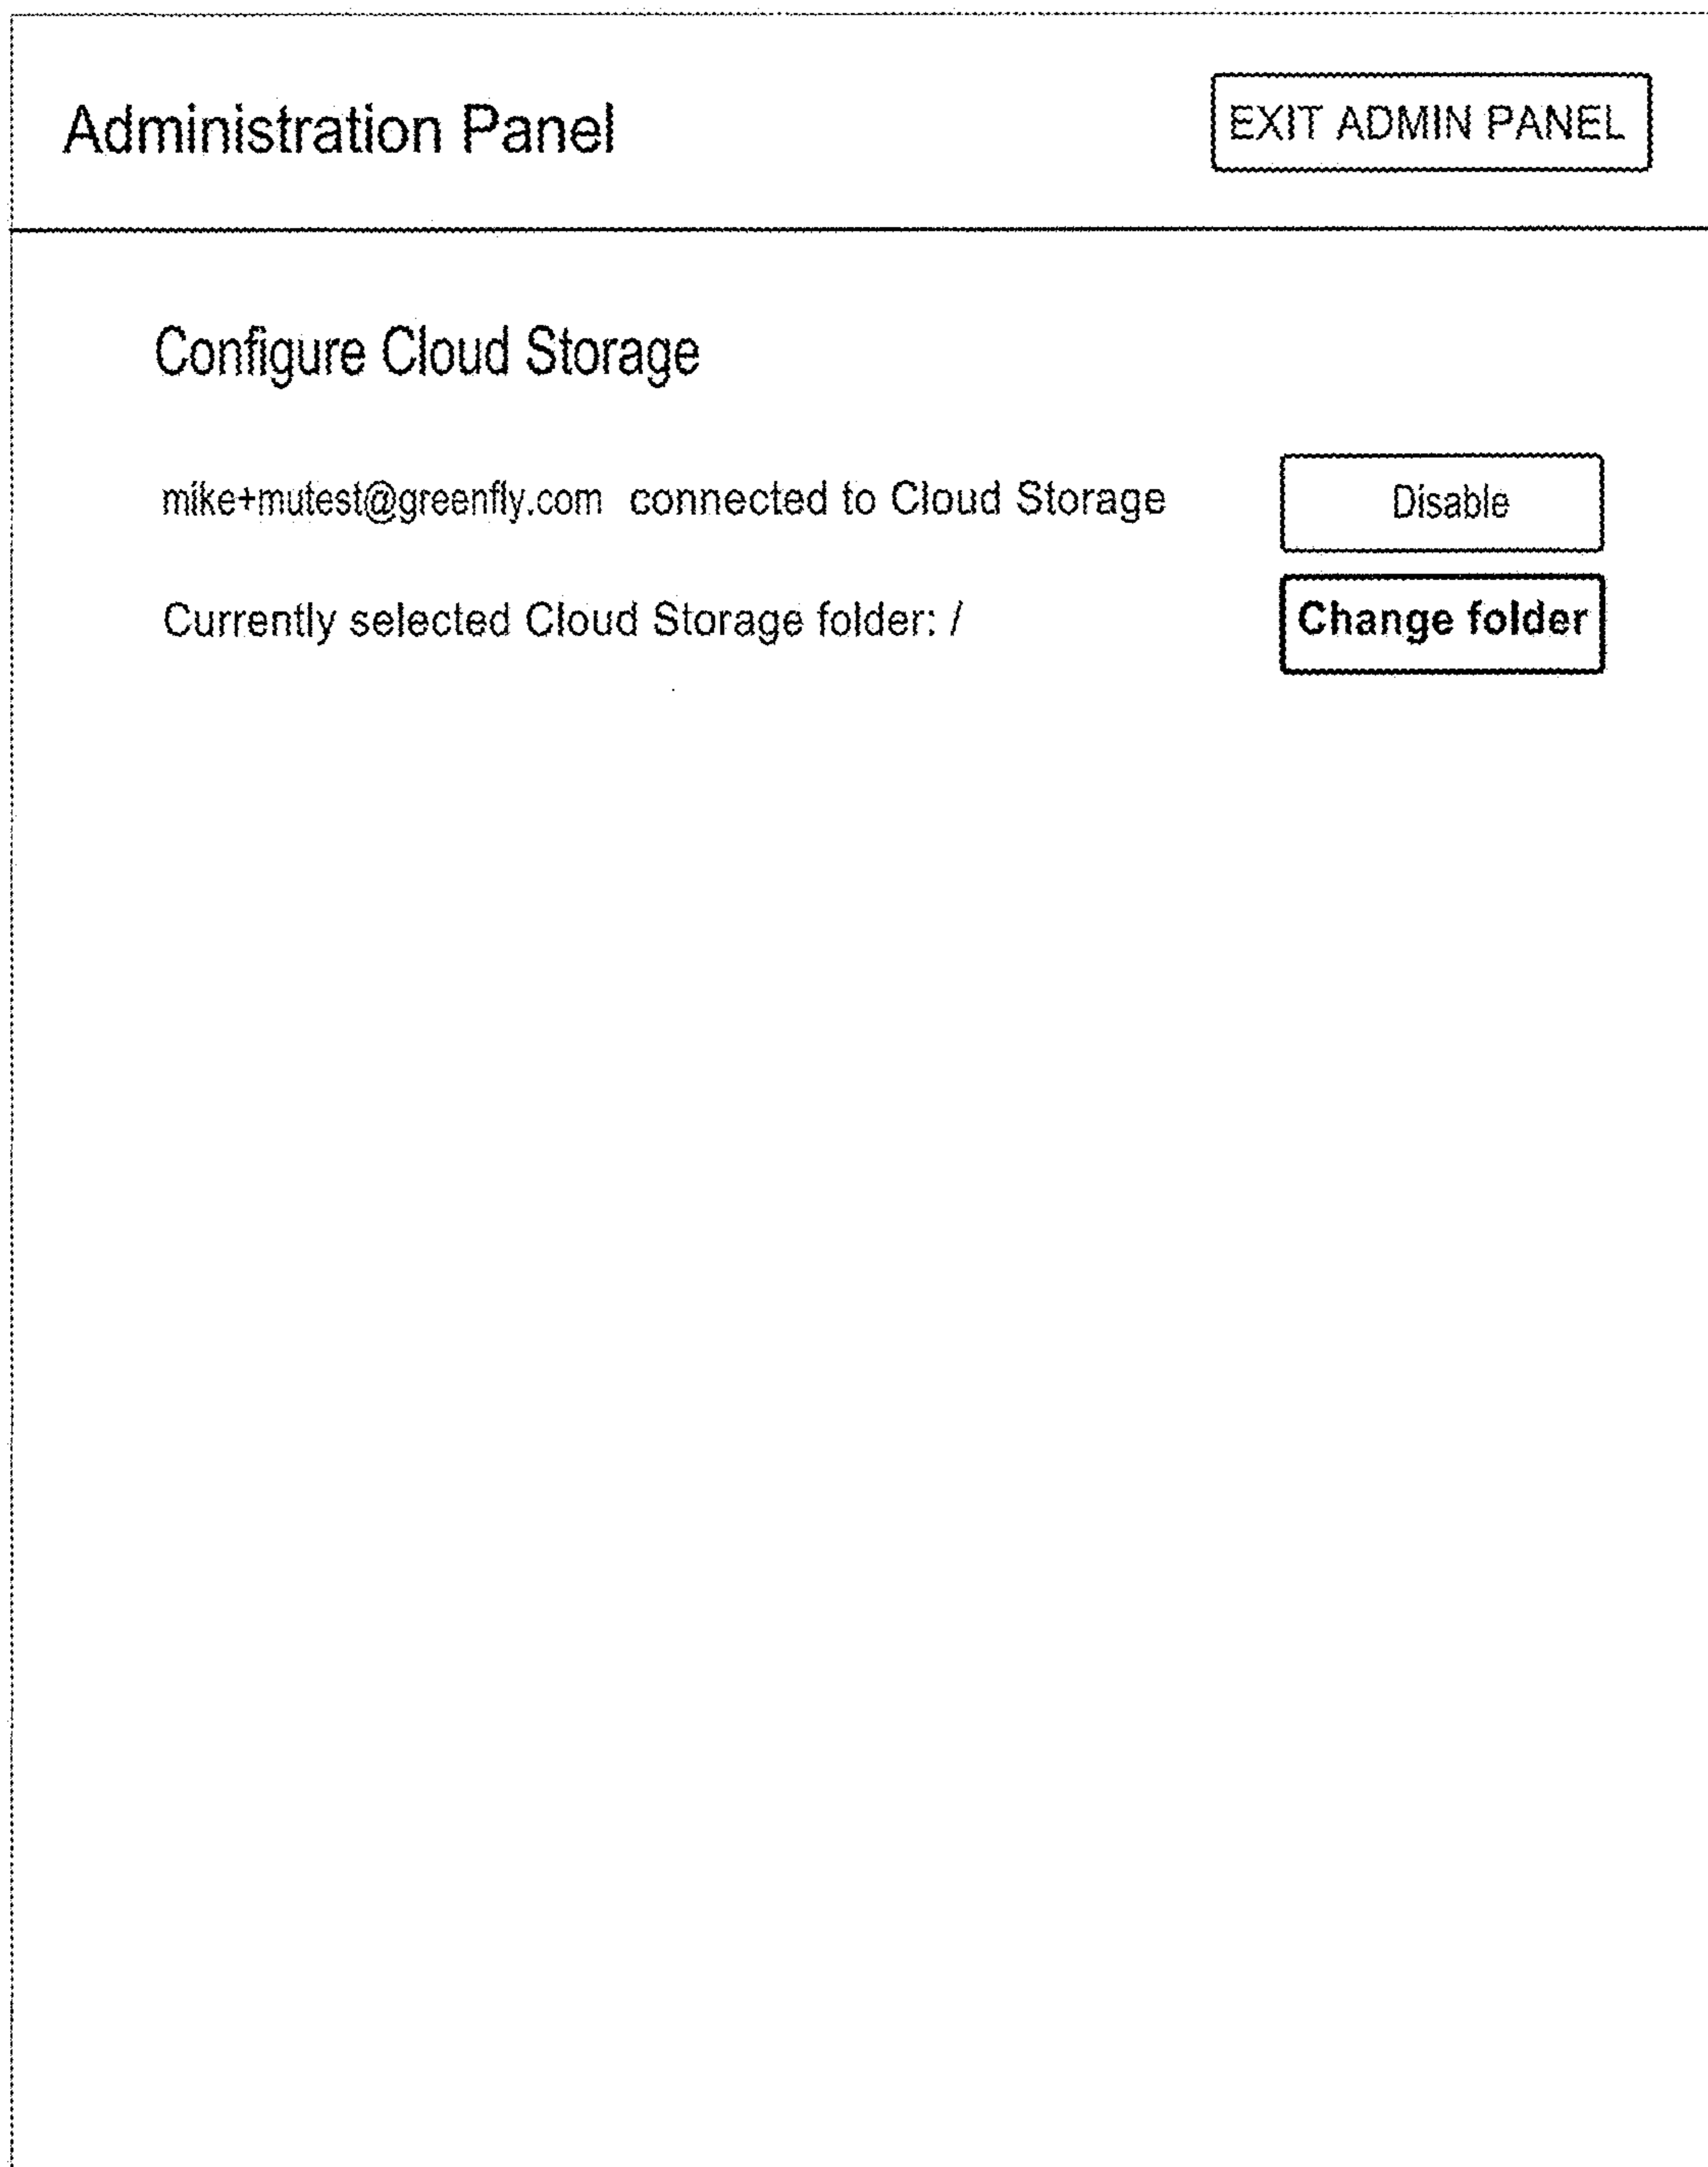 Administration Panel EXIT ADMIN PANEL
Configure Cloud Storage
mike+mutest@greenfly.com connected to Cloud Storage Disable
Currently selected Cloud Storage folder: / Change folder